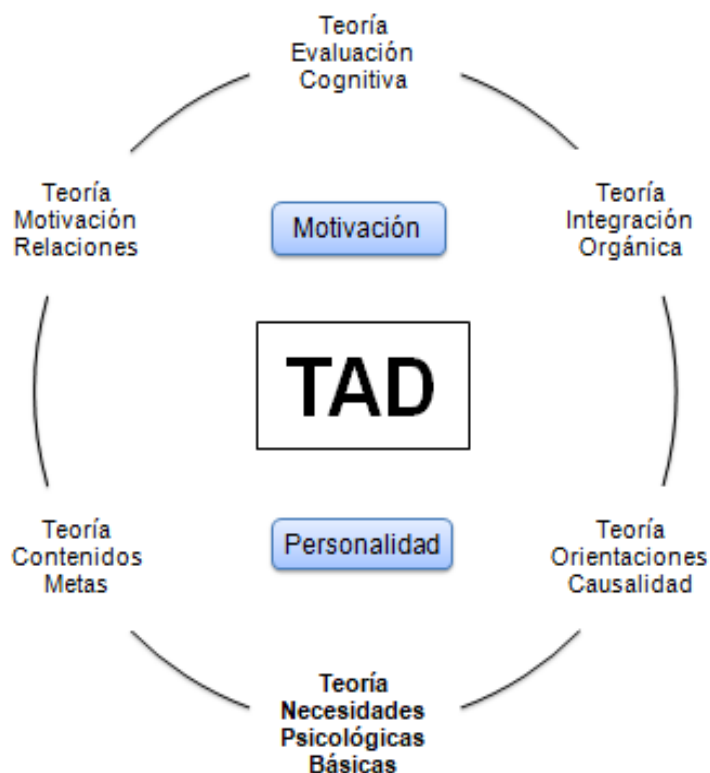 Teoría
Evaluación
Cognitiva
Teoría
Motivación
Relaciones
Motivación
Teoría
Integración
Orgánica
TAD
Teoría
Contenidos
Metas
Personalidad
Teoría
Orientaciones
Causalidad
Teoría
Necesidades
Psicológicas
Básicas